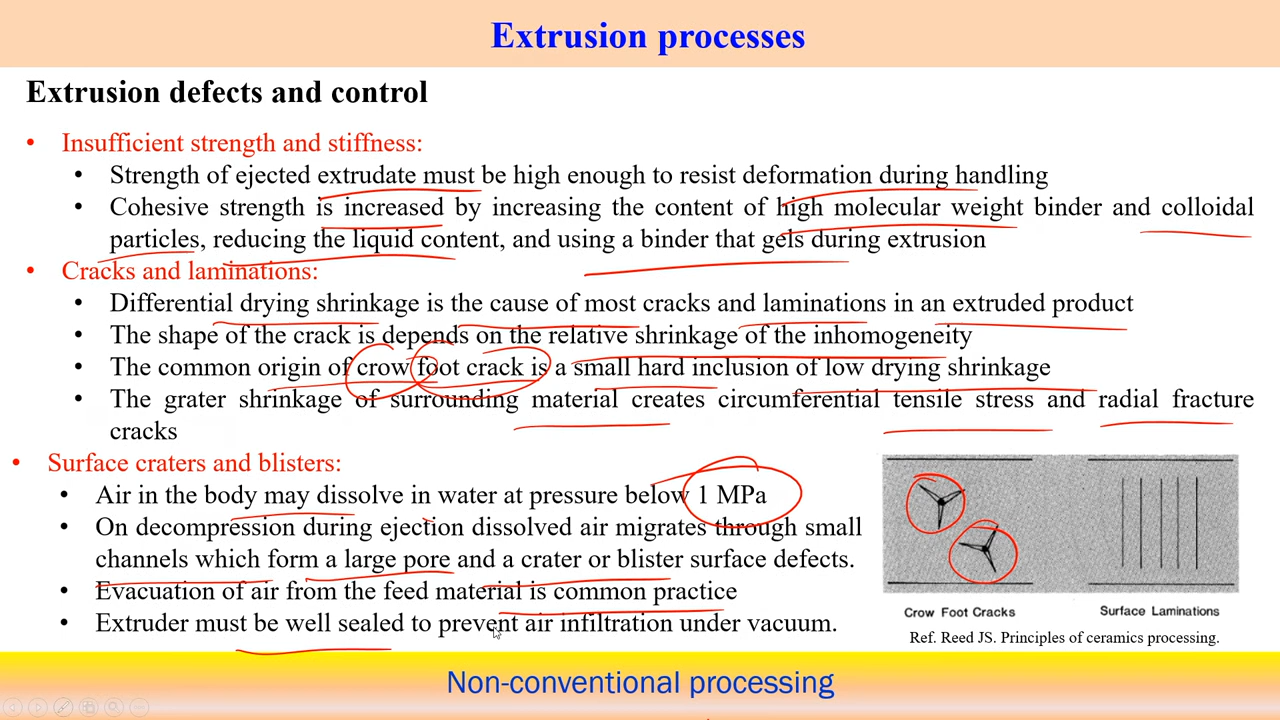 Extrusion processes
Extrusion defects and control
• Insufficient strength and stiffness:
• Strength of ejected extrudate must be high enough to resist deformation during handling
• Cohesive strength is increased by increasing the content of high molecular weight binder and colloidal
particles, reducing the liquid content, and using a binder that gels during extrusion
• Cracks and laminations:
• Differential drying shrinkage is the cause of most cracks and laminations in an extruded product
• The shape of the crack is depends on the relative shrinkage of the inhomogeneity
• The common origin of crow foot crack is a small hard inclusion of low drying shrinkage
• The grater shrinkage of surrounding material creates circumferential tensile stress and radial fracture
cracks
• Surface craters and blisters:
• Air in the body may dissolve in water at pressure below 1 MPa
• On decompression during ejection dissolved air migrates through small
channels which form a large pore and a crater or blister surface defects.
• Evacuation of air from the feed material is common practice
• Extruder must be well sealed to prevent air infiltration under vacuum.
Crow Foot Cracks
Surface Laminations
Ref. Reed JS. Principles of ceramics processing.
Non-conventional processing